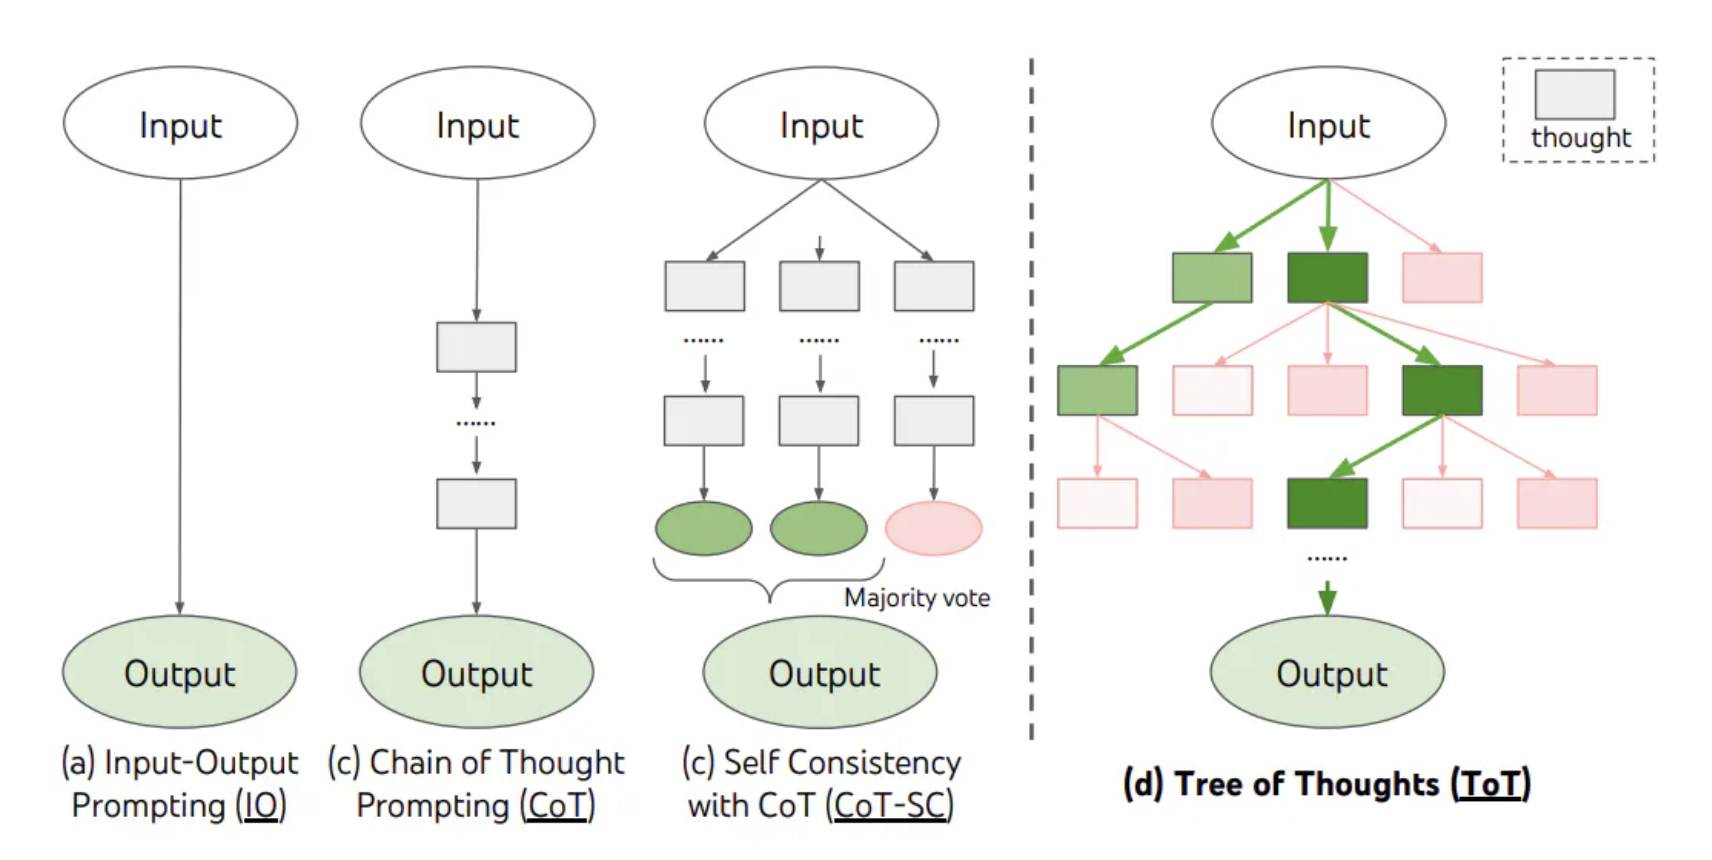 Input
Input
Input
Input
thought
......
......
......
......
......
Majority vote
Output
Output
Output
Output
(a) Input-Output
Prompting (IO)
(c) Chain of Thought
Prompting (CoT)
(c) Self Consistency
with CoT (CoT-SC)
(d) Tree of Thoughts (ToT)